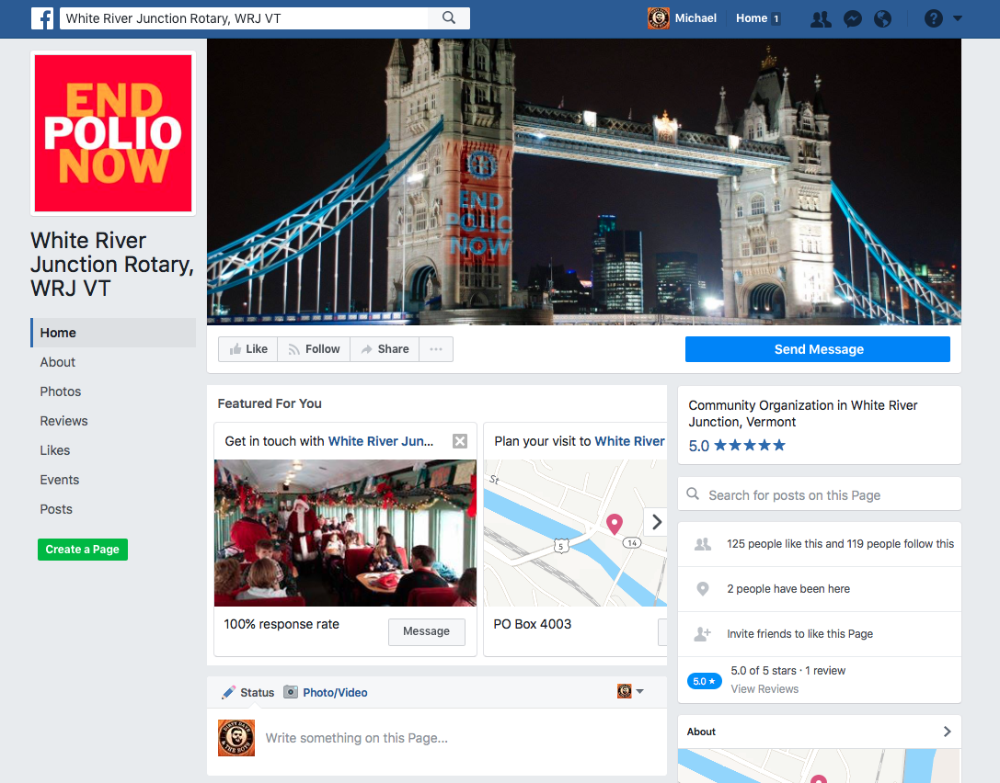 White River Junction Rotary, WRJ VT
Michael
Home 1
END
POLIO
NOW
END
POLIO
NOW
White River
Junction Rotary,
WRJ VT
Home
About
Photos
Reviews
Likes
Events
Posts
Create a Page
Like
Follow
Share
Send Message
Featured For You
Get in touch with White River Jun...
100% response rate
Message
Plan your visit to White River
St
5
14
PO Box 4003
Status
Photo/Video
Write something on this Page...
Community Organization in White River
Junction, Vermont
5.0 ★★★★★
Search for posts on this Page
125 people like this and 119 people follow this
2 people have been here
Invite friends to like this Page
5.0 ★
5.0 of 5 stars · 1 review
View Reviews
About